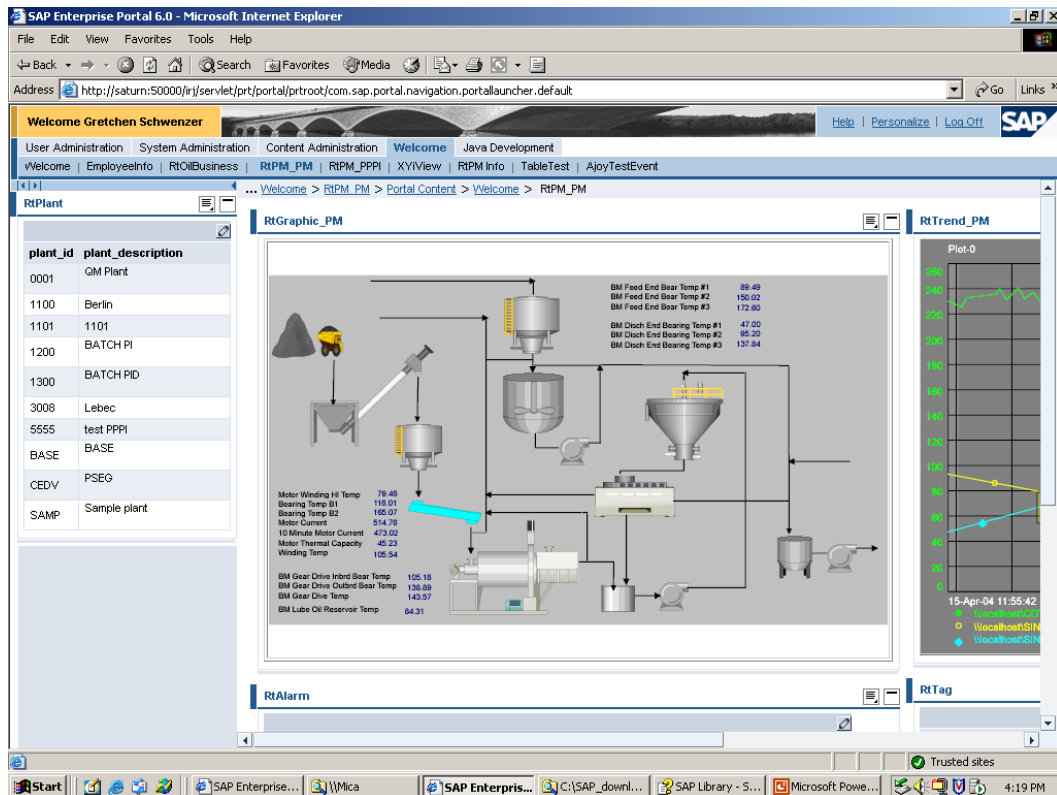 SAP Enterprise Portal 6.0 - Microsoft Internet Explorer
File Edit View Favorites Tools Help
Back Search Favorites Media
Address http://saturn:50000/irj/servlet/prt/portal/prtroot/com.sap.portal.navigation.portallauncher.default Go Links »
Welcome Gretchen Schwenzer Help | Personalize | Log Off SAP
User Administration System Administration Content Administration Welcome Java Development
Welcome | EmployeeInfo | RtOilBusiness | RtPM_PM | RtPM_PPPI | XYiView | RtPM Info | TableTest | AjoyTestEvent
... Welcome > RtPM_PM > Portal Content > Welcome > RtPM_PM
RtPlant
plant_id plant_description
0001 QM Plant
1100 Berlin
1101 1101
1200 BATCH PI
1300 BATCH PID
3008 Lebec
5555 test PPPI
BASE BASE
CEDV PSEG
SAMP Sample plant
RtGraphic_PM
BM Feed End Bear Temp #1 89.49
BM Feed End Bear Temp #2 150.02
BM Feed End Bear Temp #3 172.60
BM Disch End Bearing Temp #1 47.00
BM Disch End Bearing Temp #2 95.20
BM Disch End Bearing Temp #3 137.84
Motor Winding HI Temp 79.46
Bearing Temp B1 116.01
Bearing Temp B2 165.07
Motor Current 514.76
10 Minute Motor Current 473.02
Motor Thermal Capacity 45.23
Winding Temp 105.54
BM Gear Drive Inbrd Bear Temp 105.18
BM Gear Drive Outbrd Bear Temp 136.89
BM Gear Dive Temp 143.57
BM Lube Oil Reservoir Temp 84.31
RtTrend_PM
Plot-0
260
240
220
200
180
160
140
120
100
80
60
40
20
0
15-Apr-04 11:55:42
\\localhost\CDT
\\localhost\SIN
\\localhost\SIN
RtAlarm
RtTag
Trusted sites
Start SAP Enterprise... \\Mica SAP Enterpris... C:\SAP_downl... SAP Library - S... Microsoft Powe... 4:19 PM